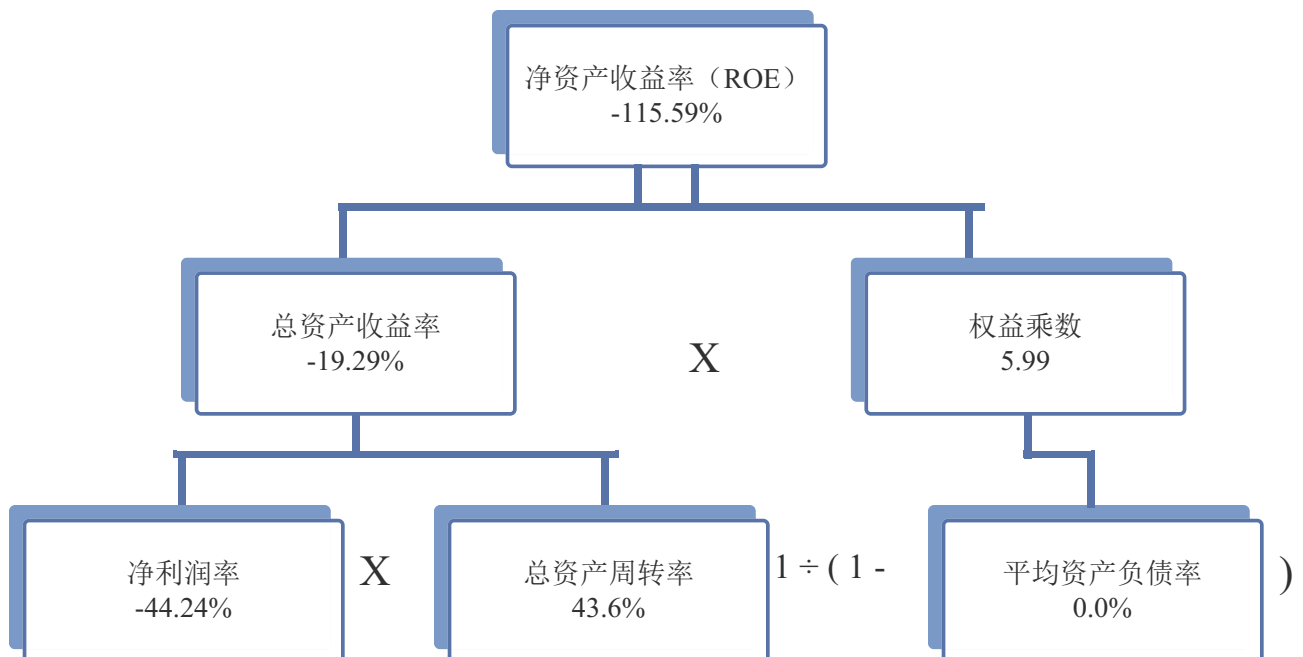 净资产收益率（ROE）
-115.59%
总资产收益率
-19.29%
X
权益乘数
5.99
净利润率
-44.24%
X
总资产周转率
43.6%
1 ÷ ( 1 -
平均资产负债率
0.0%
)